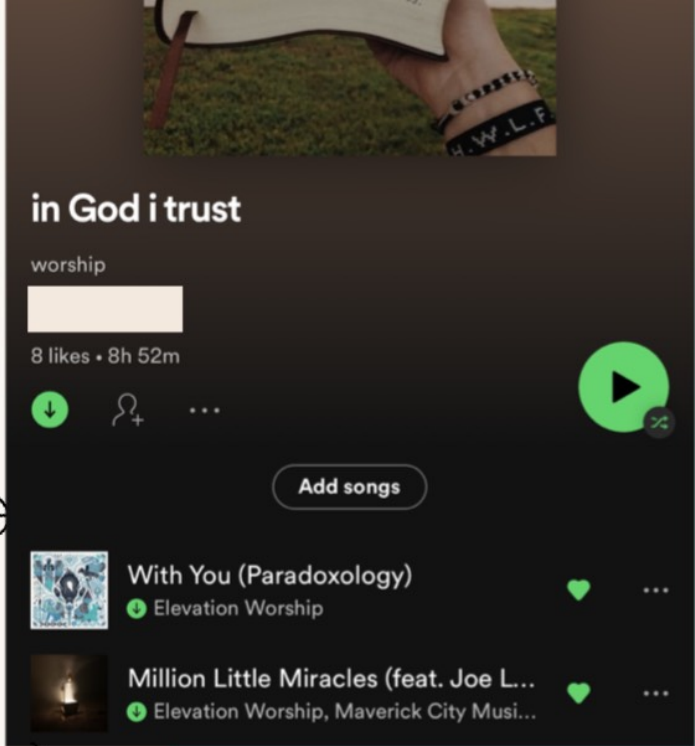 H.W.L.F.
in God i trust
worship
8 likes • 8h 52m
Add songs
With You (Paradoxology)
Elevation Worship
Million Little Miracles (feat. Joe L...
Elevation Worship, Maverick City Musi...